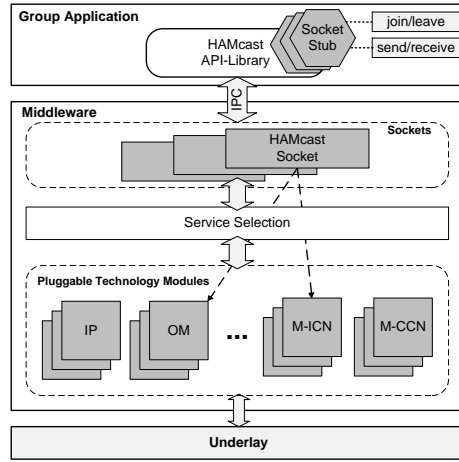 Group Application
HAMcast
API-Library
Socket
Stub
join/leave
send/receive
IPC
Middleware
Sockets
HAMcast
Socket
Service Selection
Pluggable Technology Modules
IP
OM
...
M-ICN
M-CCN
Underlay